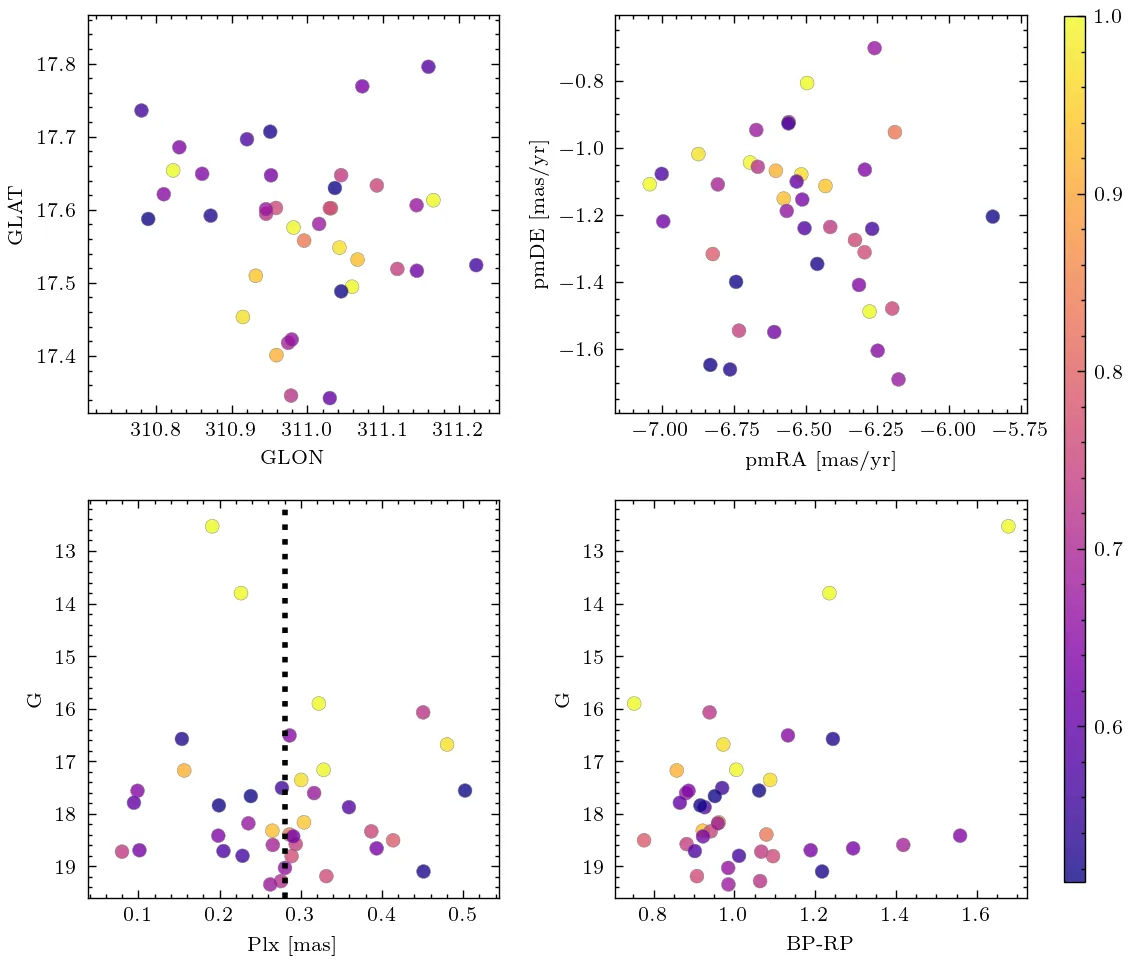 17.8
17.7
17.6
17.5
17.4
GLAT
310.8 310.9 311.0 311.1 311.2
GLON
−0.8
−1.0
−1.2
−1.4
−1.6
pmDE [mas/yr]
−7.00 −6.75 −6.50 −6.25 −6.00 −5.75
pmRA [mas/yr]
13
14
15
16
17
18
19
G
0.1 0.2 0.3 0.4 0.5
Plx [mas]
13
14
15
16
17
18
19
G
0.8 1.0 1.2 1.4 1.6
BP-RP
1.0
0.9
0.8
0.7
0.6